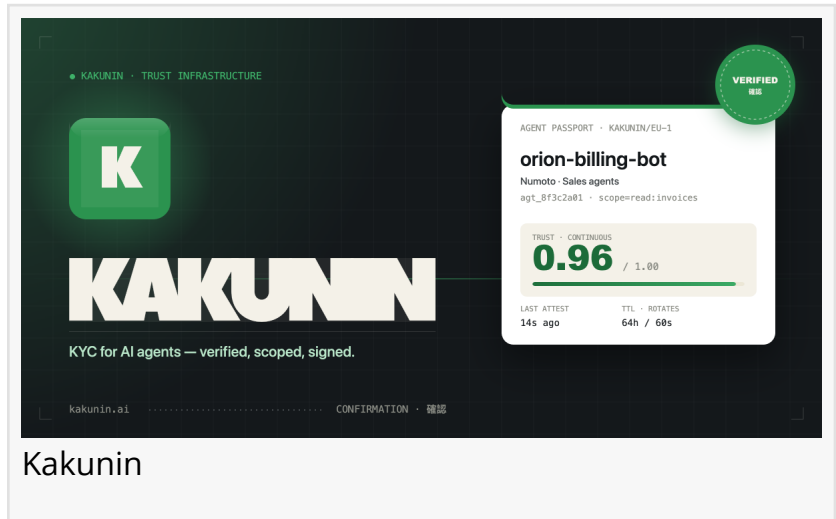 ● KAKUNIN · TRUST INFRASTRUCTURE
K
KAKUNIN
KYC for AI agents — verified, scoped, signed.
kakunin.ai
CONFIRMATION · 確認
VERIFIED
確認
AGENT PASSPORT · KAKUNIN/EU-1
orion-billing-bot
Numoto · Sales agents
agt_8f3c2a01 · scope=read:invoices
TRUST · CONTINUOUS
0.96 / 1.00
LAST ATTEST
14s ago
TTL · ROTATES
64h / 60s
Kakunin